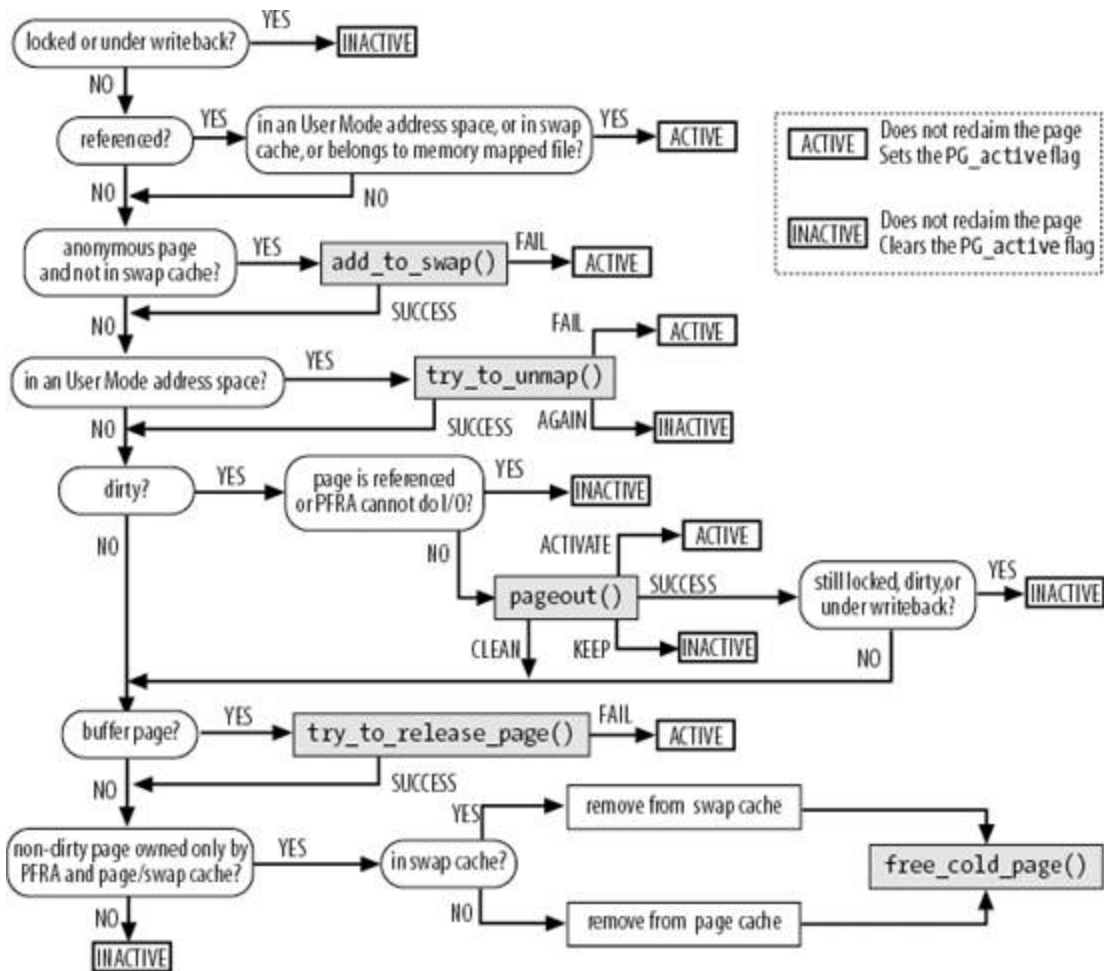 locked or under writeback?
YES
INACTIVE
NO
referenced?
YES
in an User Mode address space, or in swap
cache, or belongs to memory mapped file?
YES
ACTIVE
NO
NO
ACTIVE
Does not reclaim the page
Sets the PG_active flag
INACTIVE
Does not reclaim the page
Clears the PG_active flag
anonymous page
and not in swap cache?
YES
add_to_swap()
FAIL
ACTIVE
SUCCESS
NO
in an User Mode address space?
YES
try_to_unmap()
FAIL
ACTIVE
SUCCESS
AGAIN
INACTIVE
NO
dirty?
YES
page is referenced
or PFRA cannot do I/O?
YES
INACTIVE
NO
NO
pageout()
ACTIVATE
ACTIVE
SUCCESS
still locked, dirty, or
under writeback?
YES
INACTIVE
CLEAN
KEEP
INACTIVE
NO
buffer page?
YES
try_to_release_page()
FAIL
ACTIVE
SUCCESS
NO
non-dirty page owned only by
PFRA and page/swap cache?
YES
in swap cache?
YES
remove from swap cache
free_cold_page()
NO
remove from page cache
NO
INACTIVE